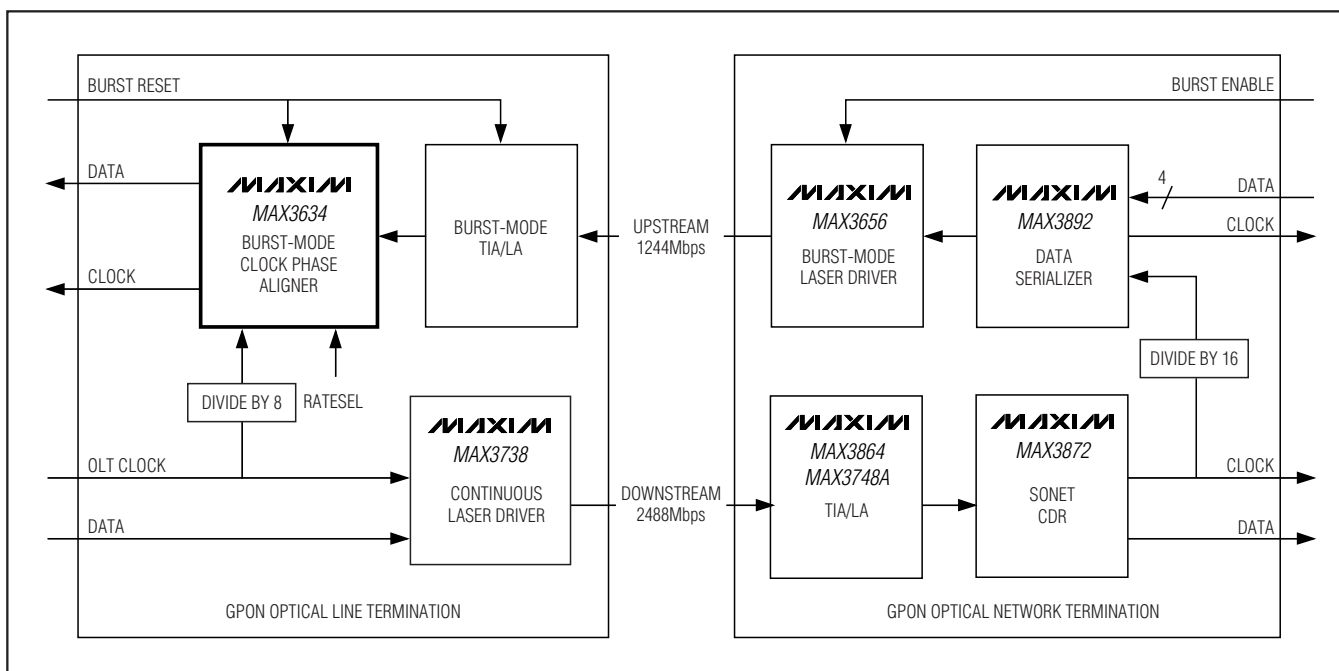 BURST RESET
DATA
CLOCK
MAXIM
MAX3634
BURST-MODE
CLOCK PHASE
ALIGNER
BURST-MODE
TIA/LA
DIVIDE BY 8
RATESEL
OLT CLOCK
DATA
MAXIM
MAX3738
CONTINUOUS
LASER DRIVER
GPON OPTICAL LINE TERMINATION
UPSTREAM
1244Mbps
DOWNSTREAM
2488Mbps
BURST ENABLE
MAXIM
MAX3656
BURST-MODE
LASER DRIVER
MAXIM
MAX3892
DATA
SERIALIZER
4
DATA
CLOCK
DIVIDE BY 16
MAXIM
MAX3864
MAX3748A
TIA/LA
MAXIM
MAX3872
SONET
CDR
CLOCK
DATA
GPON OPTICAL NETWORK TERMINATION